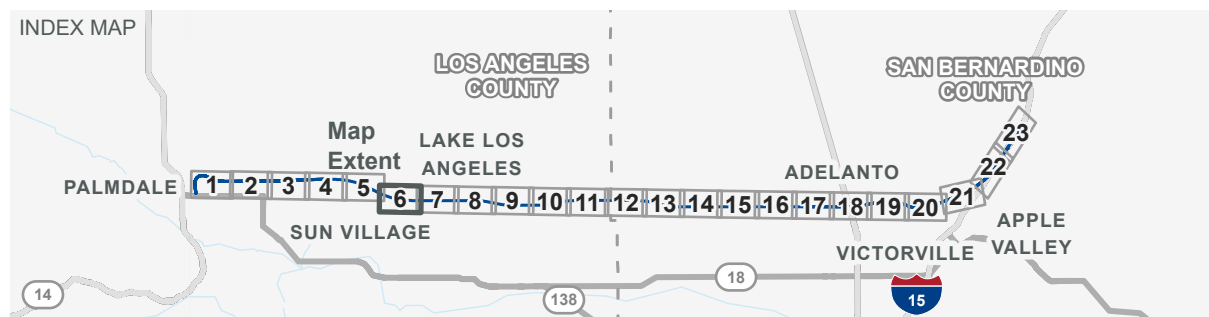 INDEX MAP
LOS ANGELES
COUNTY
SAN BERNARDINO
COUNTY
Map
Extent
LAKE LOS
ANGELES
ADELANTO
PALMDALE
1 2 3 4 5 6 7 8 9 10 11 12 13 14 15 16 17 18 19 20 21 22 23
SUN VILLAGE
VICTORVILLE
APPLE
VALLEY
14
138
18
15